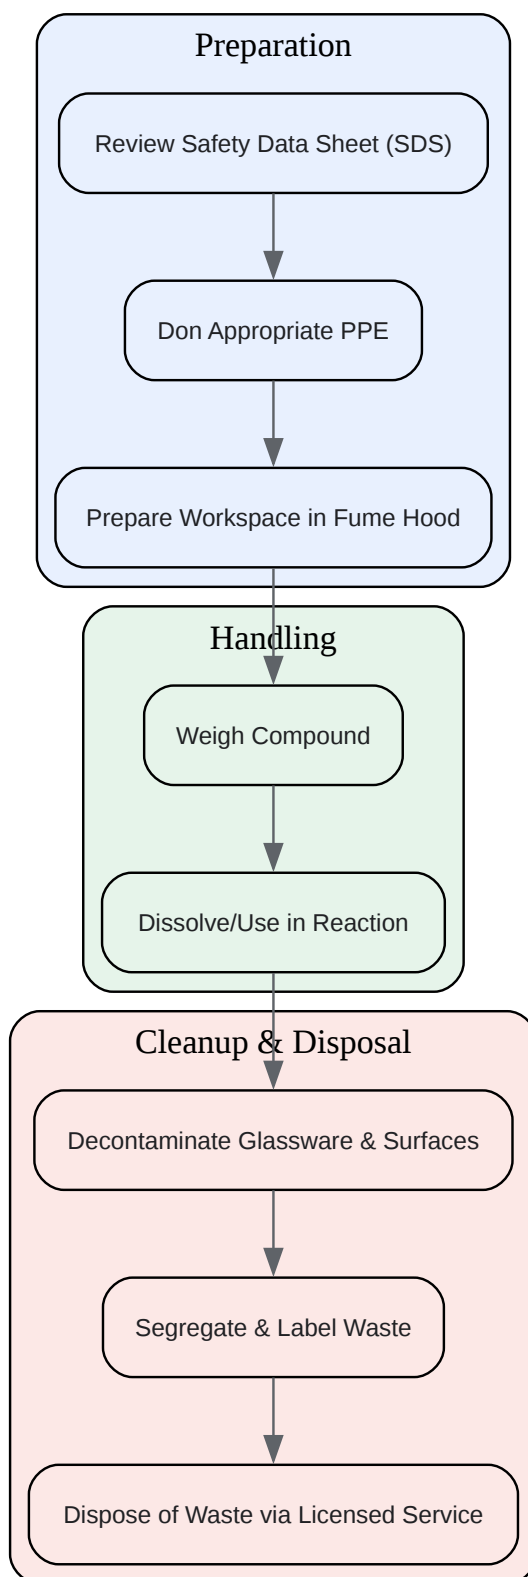 Preparation
Review Safety Data Sheet (SDS)
Don Appropriate PPE
Prepare Workspace in Fume Hood
Handling
Weigh Compound
Dissolve/Use in Reaction
Cleanup & Disposal
Decontaminate Glassware & Surfaces
Segregate & Label Waste
Dispose of Waste via Licensed Service